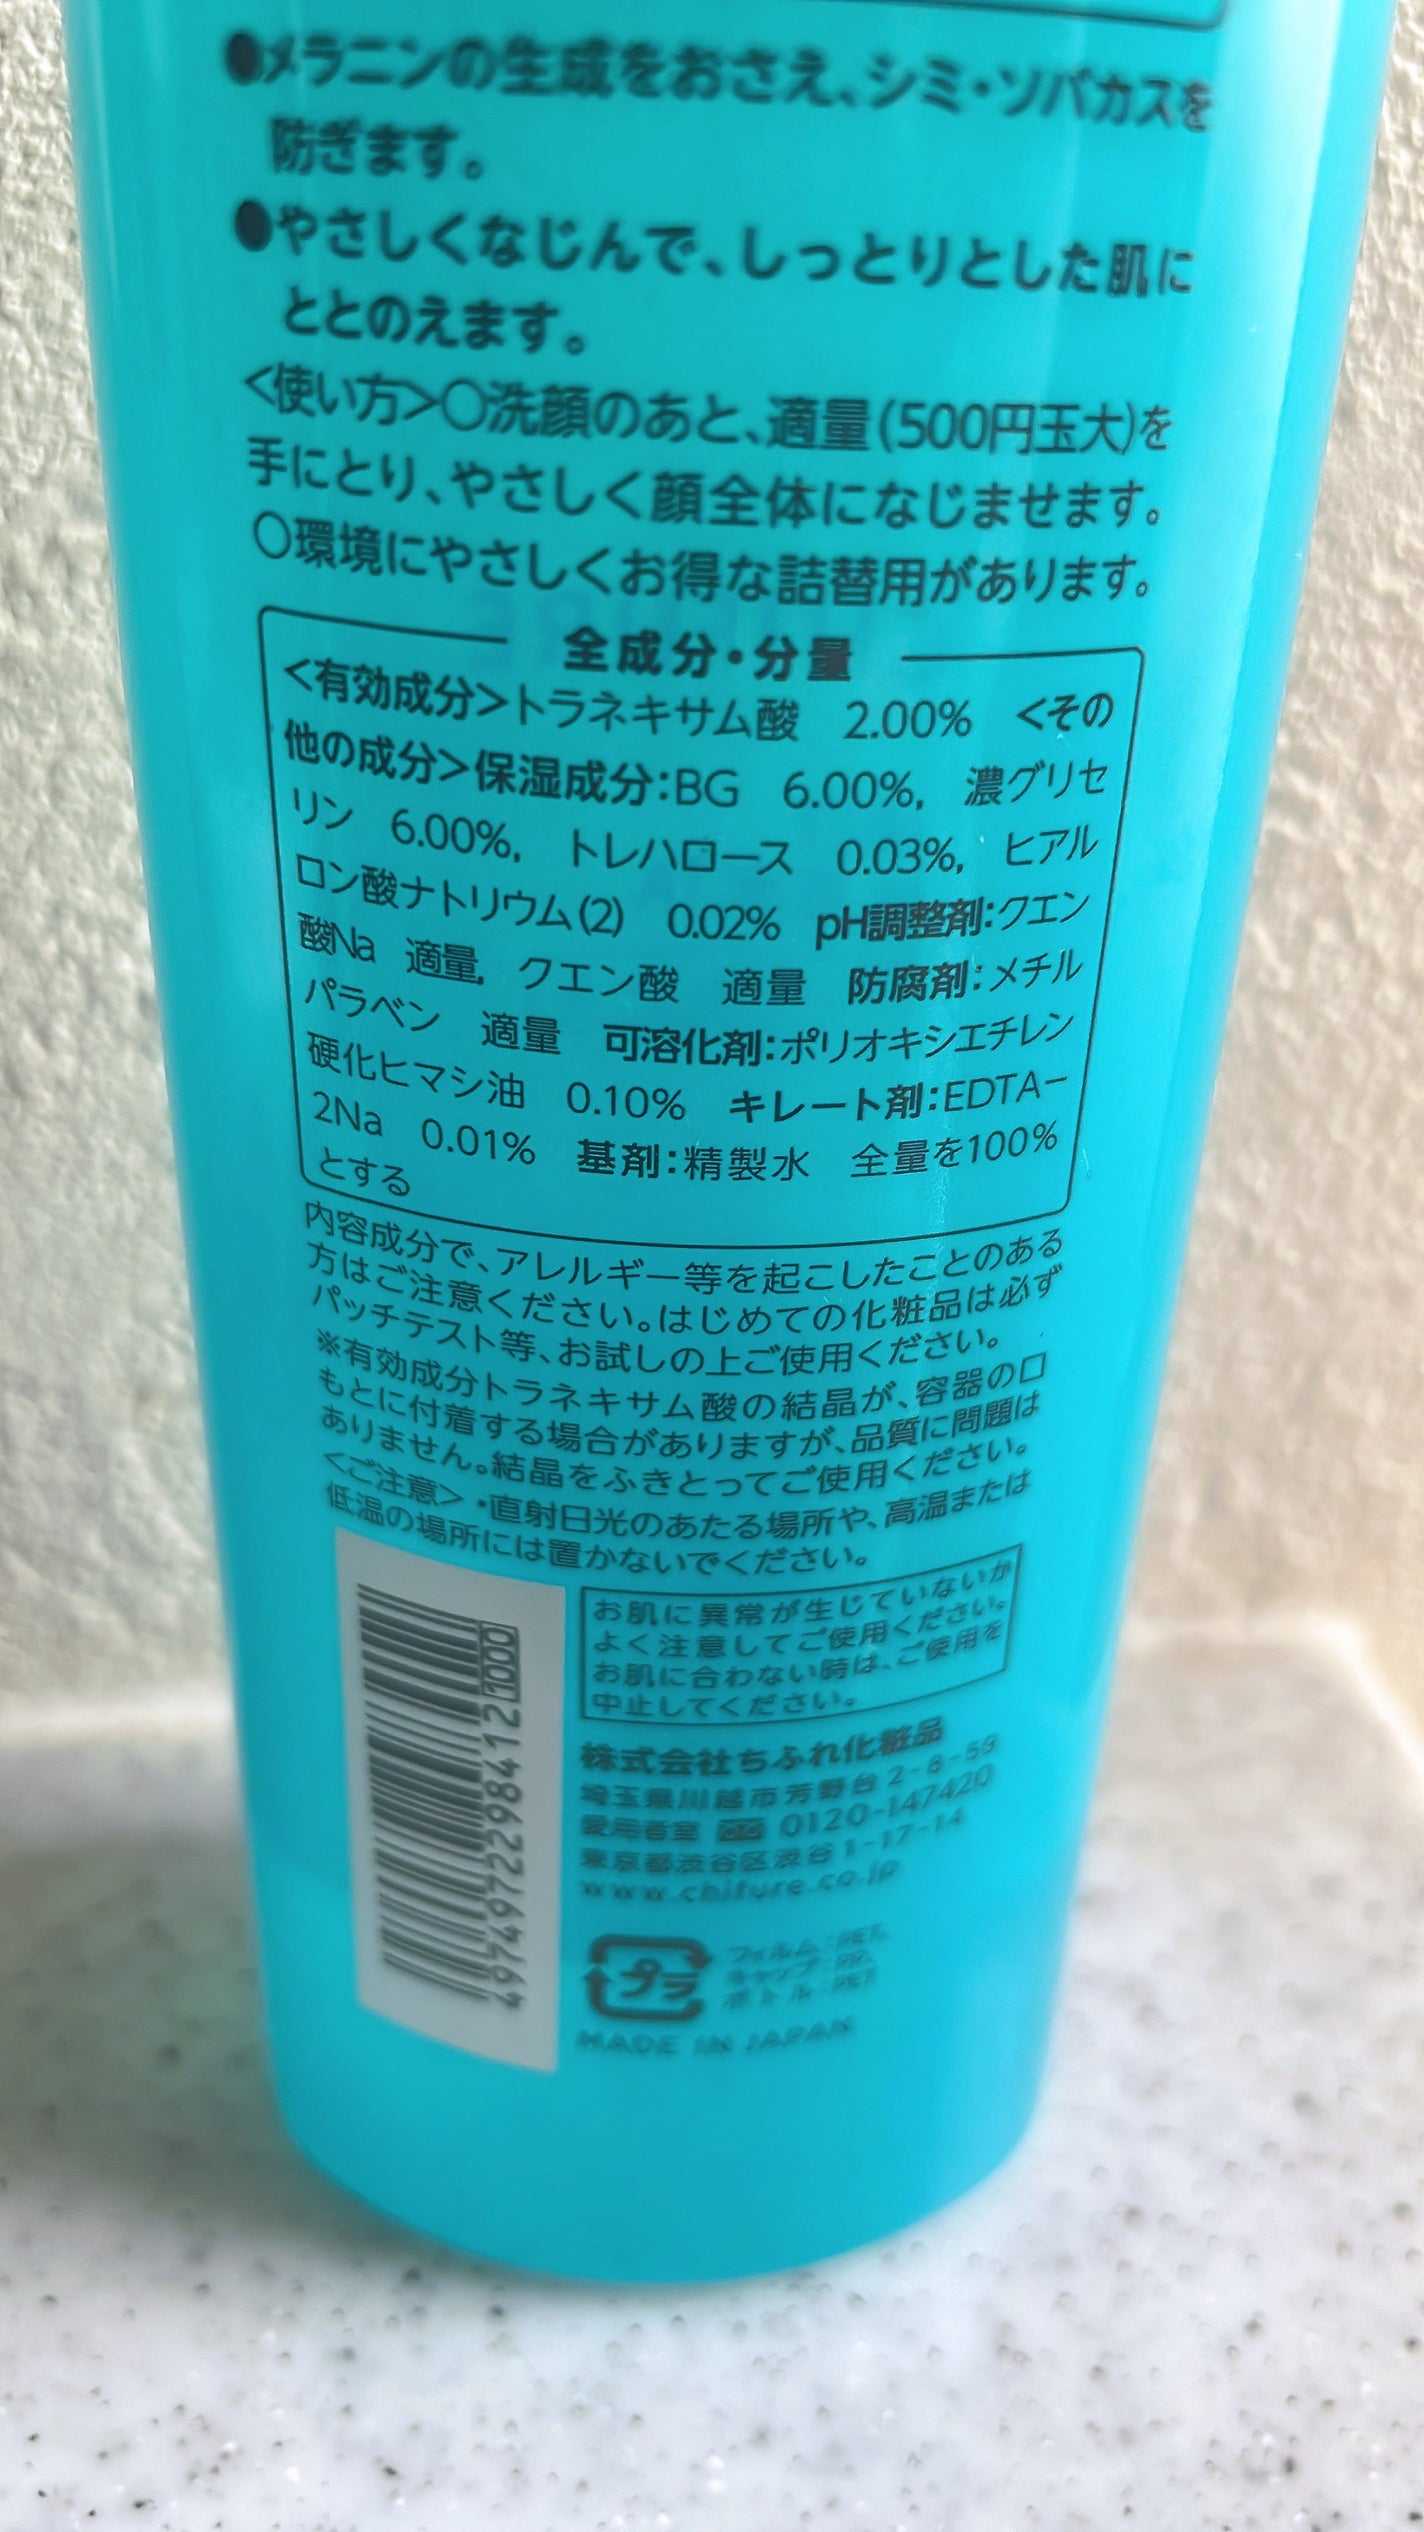 ●メラニンの生成をおさえ、シミ・ソバカスを
防ぎます。
●やさしくなじんで、しっとりとした肌に
ととのえます。
<使い方>○洗顔のあと、適量(500円玉大)を
手にとり、やさしく顔全体になじませます。
○環境にやさしくお得な詰替用があります。
全成分・分量
<有効成分>トラネキサム酸 2.00% <その
他の成分>保湿成分:BG 6.00%, 濃グリセ
リン 6.00%, トレハロース 0.03%, ヒアル
ロン酸ナトリウム(2) 0.02% pH調整剤:クエン
酸Na 適量, クエン酸 適量 防腐剤:メチル
パラベン 適量 可溶化剤:ポリオキシエチレン
硬化ヒマシ油 0.10% キレート剤:EDTA-
2Na 0.01% 基剤:精製水 全量を100%
とする
内容成分で、アレルギー等を起こしたことのある
方はご注意ください。はじめての化粧品は必ず
パッチテスト等、お試しの上ご使用ください。
※有効成分トラネキサム酸の結晶が、容器の口
もとに付着する場合がありますが、品質に問題は
ありません。結晶をふきとってご使用ください。
<ご注意>・直射日光のあたる場所や、高温または
低温の場所には置かないでください。
お肌に異常が生じていないか
よく注意してご使用ください。
お肌に合わない時は、ご使用を
中止してください。
株式会社ちふれ化粧品
埼玉県川越市芳野台2-8-59
愛用者室 0120-147420
東京都渋谷区渋谷1-17-14
www.chifure.co.jp
プラ
フィルム:PET,
キャップ:PP,
ボトル:PET
MADE IN JAPAN
4974972298412 1000